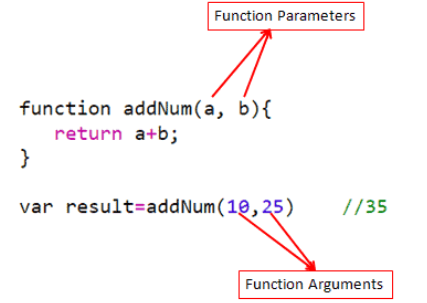 Function Parameters
function addNum(a, b){
return a+b;
}
var result=addNum(10,25) //35
Function Arguments